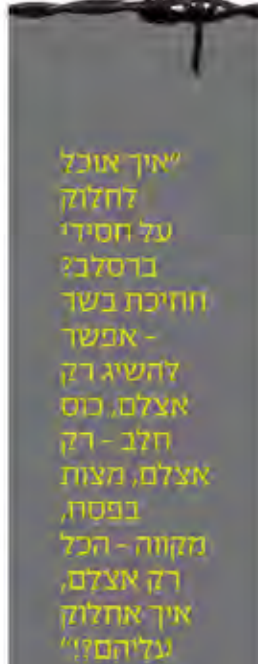 "איך אוכל
לחלוק
על חסידי
ברסלב?
חתיכת בשר
- אפשר
להשיג רק
אצלם, כוס
חלב - רק
אצלם, מצות
בפסח,
מקווה - הכל
רק אצלם,
איך אחלוק
עליהם?!"